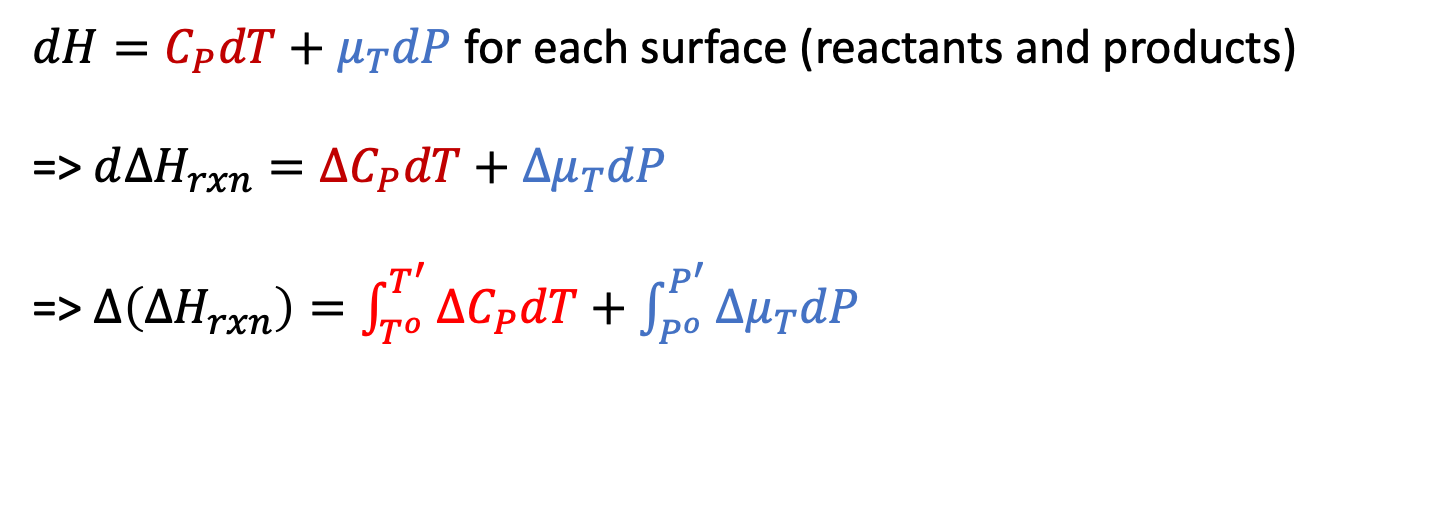 dH = C_P dT + μ_T dP for each surface (reactants and products)
=> dΔH_rxn = ΔC_P dT + Δμ_T dP
=> Δ(ΔH_rxn) = ∫_{T^o}^{T′} ΔC_P dT + ∫_{P^o}^{P′} Δμ_T dP